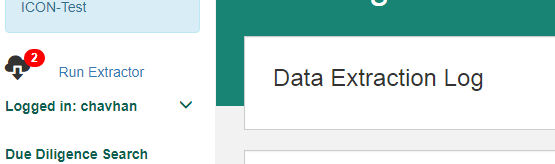 ICON-Test
2
Run Extractor
Logged in: chavhan
Due Diligence Search
Data Extraction Log